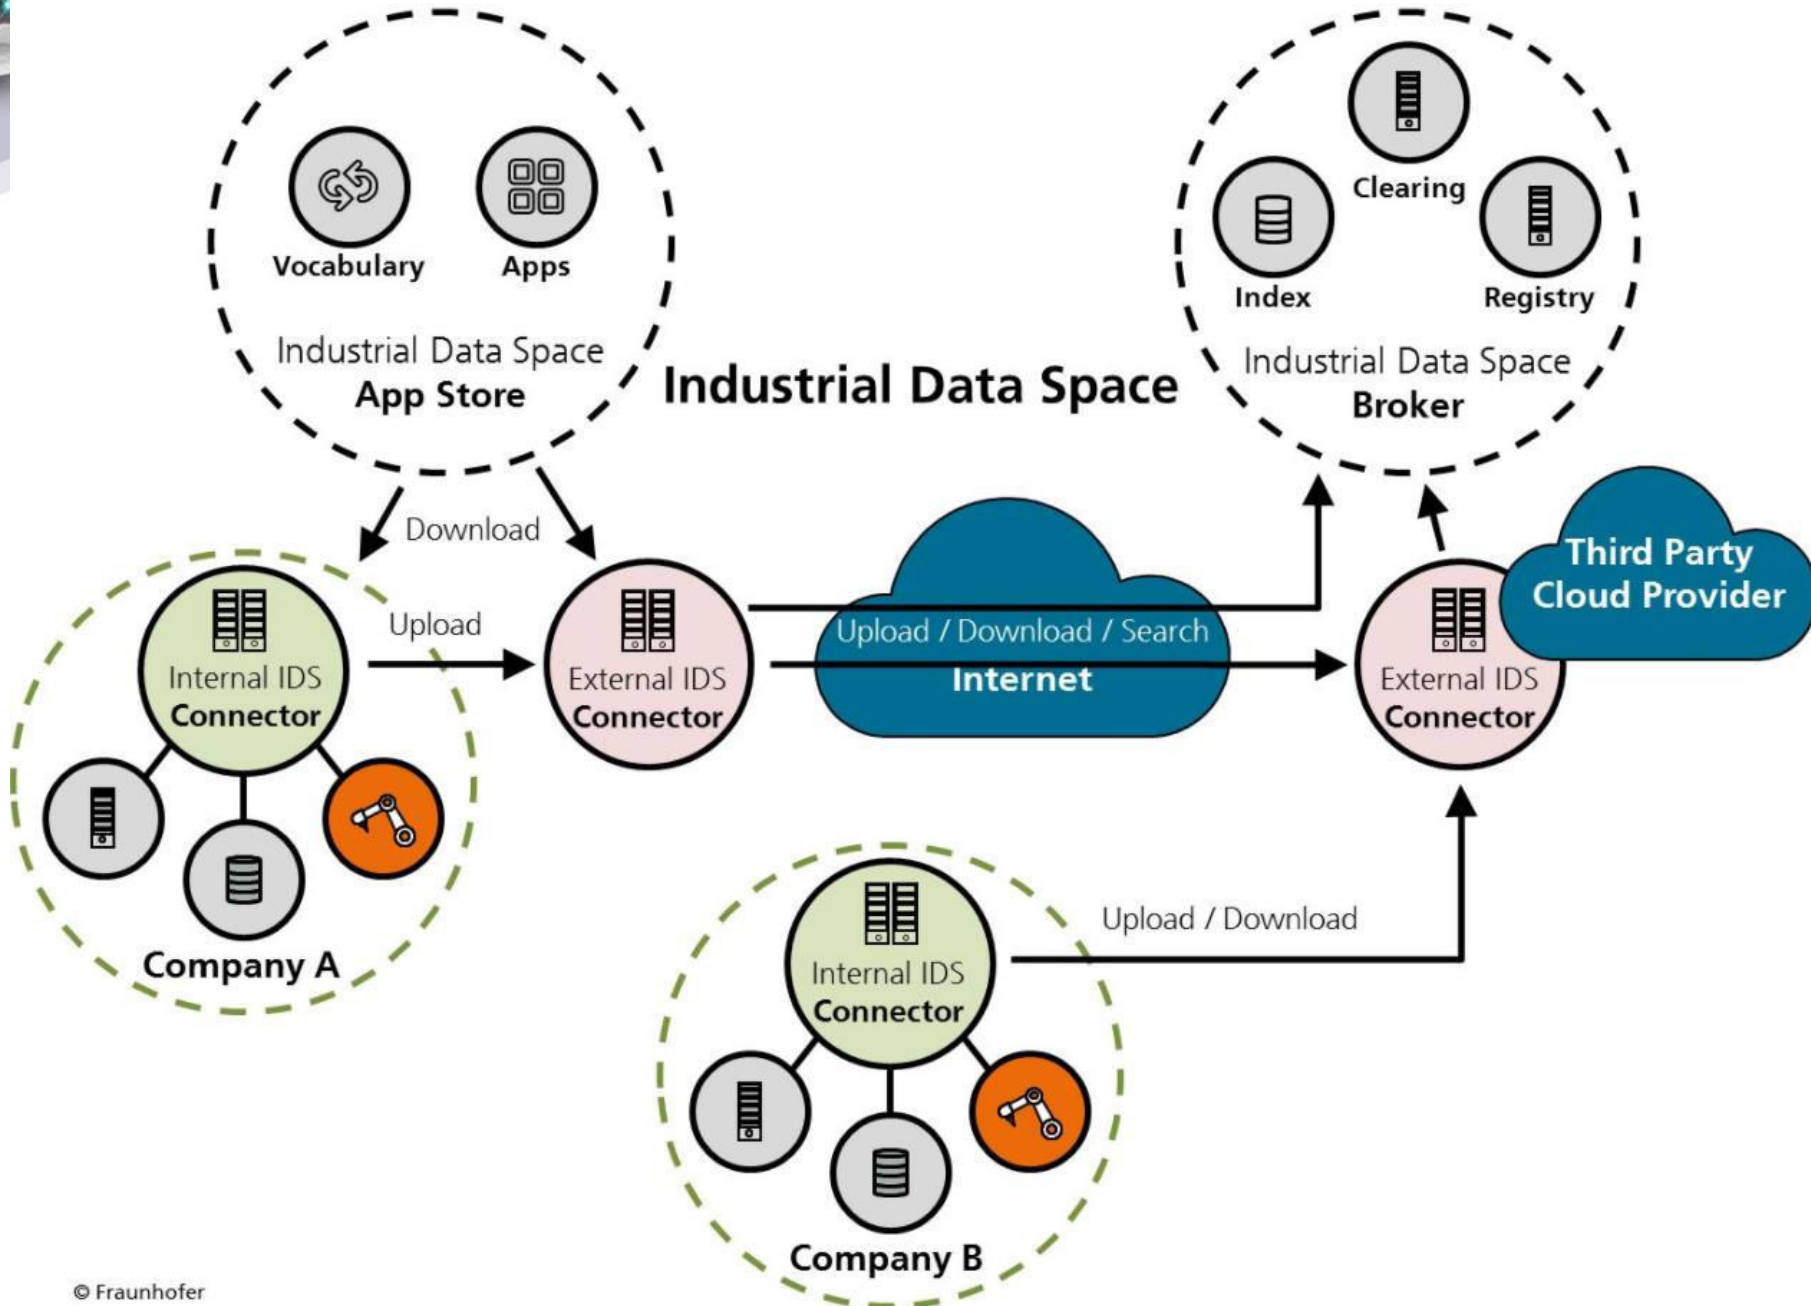 Vocabulary
Apps
Industrial Data Space
App Store
Clearing
Index
Registry
Industrial Data Space
Broker
Industrial Data Space
Download
Third Party
Cloud Provider
Upload
Internal IDS
Connector
External IDS
Connector
Upload / Download / Search
Internet
External IDS
Connector
Company A
Upload / Download
Internal IDS
Connector
Company B
© Fraunhofer